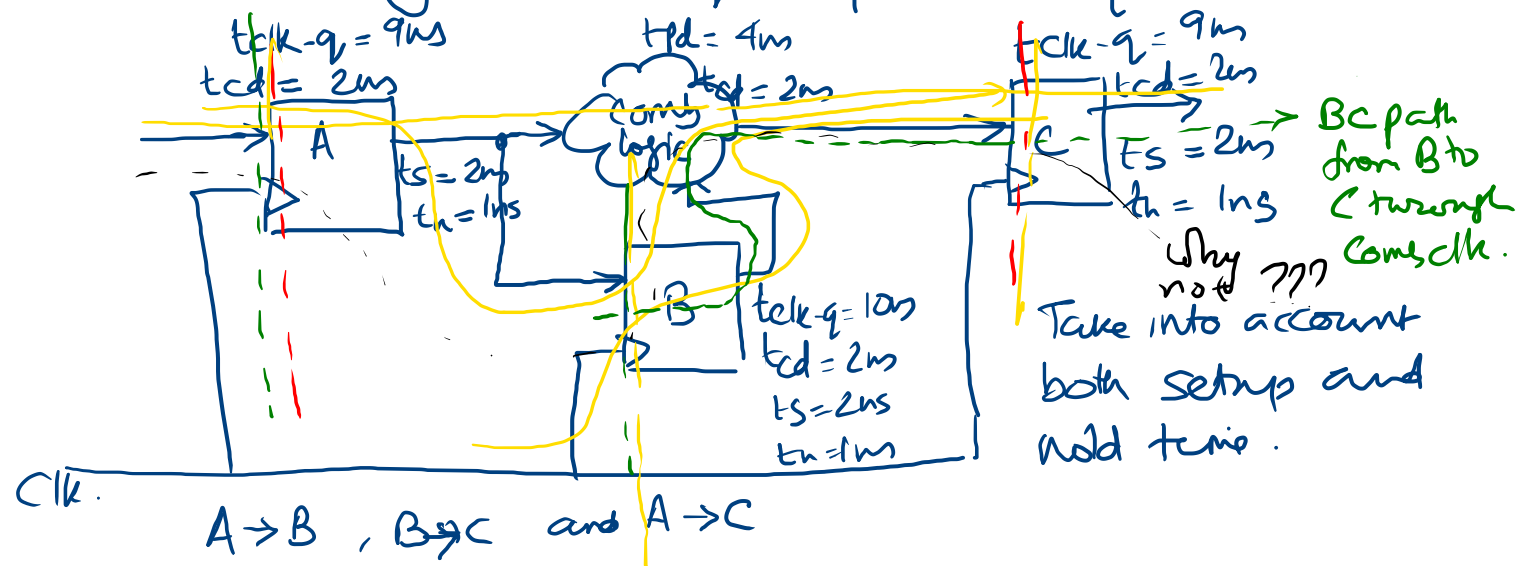 tclk-q = 9ns
tcd = 2ns
A
ts = 2ns
th = 1ns
tpd = 4ns
tcd = 2ns
Comb
logic
B
tclk-q = 10ns
tcd = 2ns
ts = 2ns
th = 1ns
tclk-q = 9ns
tcd = 2ns
C
ts = 2ns
th = 1ns
BC path
from B to
C through
Comb clk.
Why
not ???
Take into account
both setup and
hold time.
Clk.
A → B , B → C and A → C